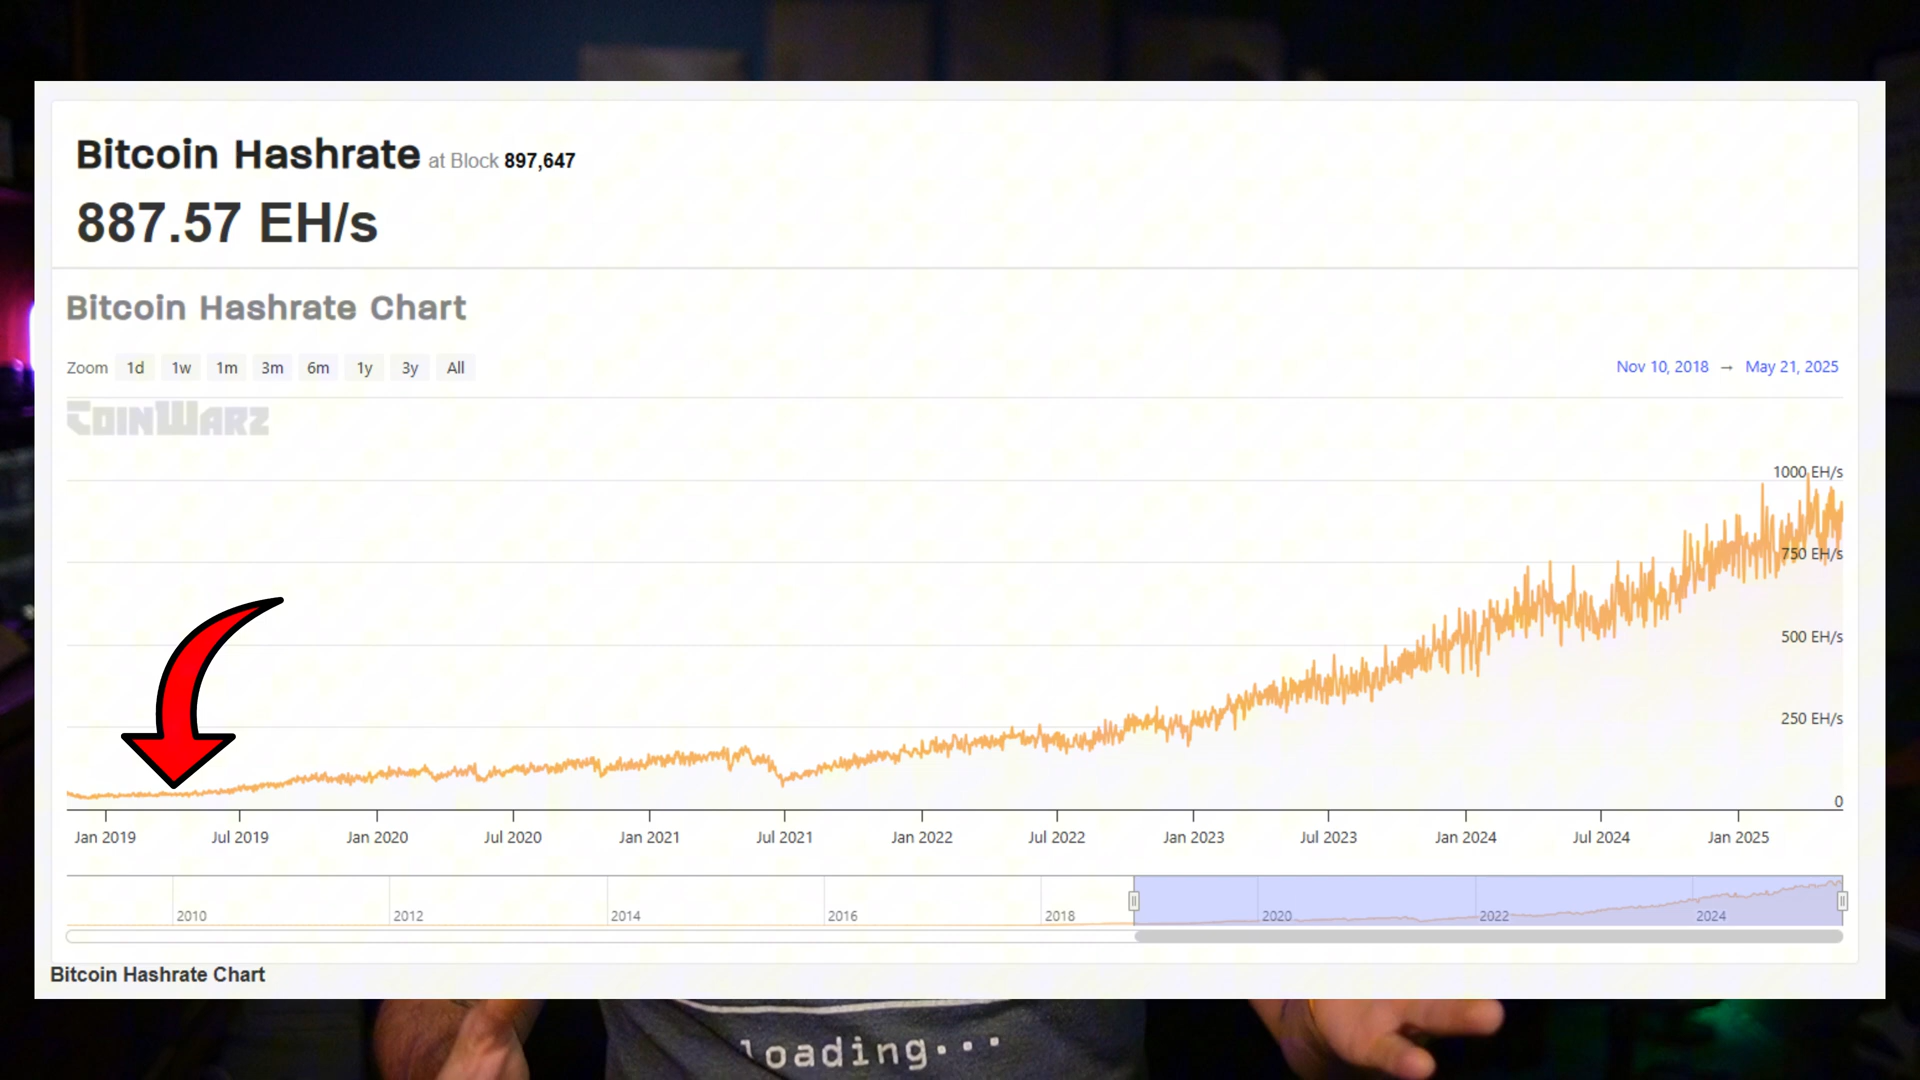 Bitcoin Hashrate at Block 897,647
887.57 EH/s
Bitcoin Hashrate Chart
Zoom 1d 1w 1m 3m 6m 1y 3y All Nov 10, 2018 → May 21, 2025
COINWARZ
1000 EH/s
750 EH/s
500 EH/s
250 EH/s
0
Jan 2019 Jul 2019 Jan 2020 Jul 2020 Jan 2021 Jul 2021 Jan 2022 Jul 2022 Jan 2023 Jul 2023 Jan 2024 Jul 2024 Jan 2025
2010 2012 2014 2016 2018 2020 2022 2024
Bitcoin Hashrate Chart
loading...